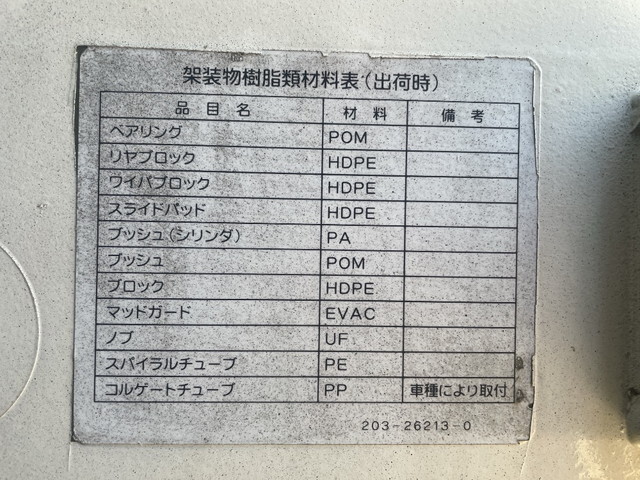 架装物樹脂類材料表(出荷時)
品目名 材料 備考
ベアリング POM
リヤブロック HDPE
ワイパブロック HDPE
スライドパッド HDPE
ブッシュ(シリンダ) PA
ブッシュ POM
ブロック HDPE
マッドガード EVAC
ノブ UF
スパイラルチューブ PE
コルゲートチューブ PP 車種により取付
203-26213-0